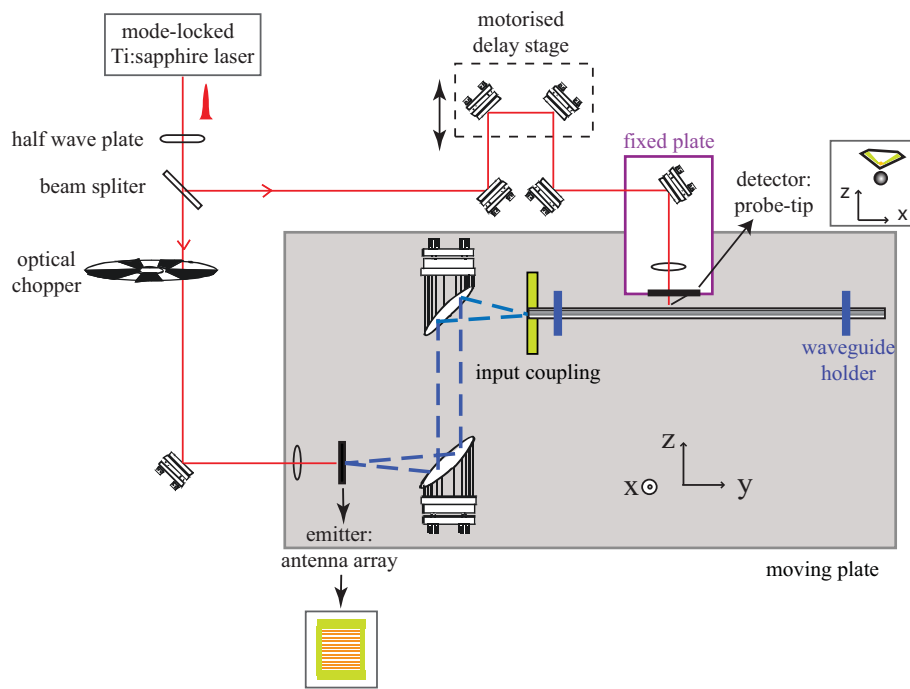 mode-locked
Ti:sapphire laser
motorised
delay stage
half wave plate
fixed plate
beam spliter
detector:
probe-tip
z
x
optical
chopper
input coupling
waveguide
holder
z
x
y
emitter:
antenna array
moving plate